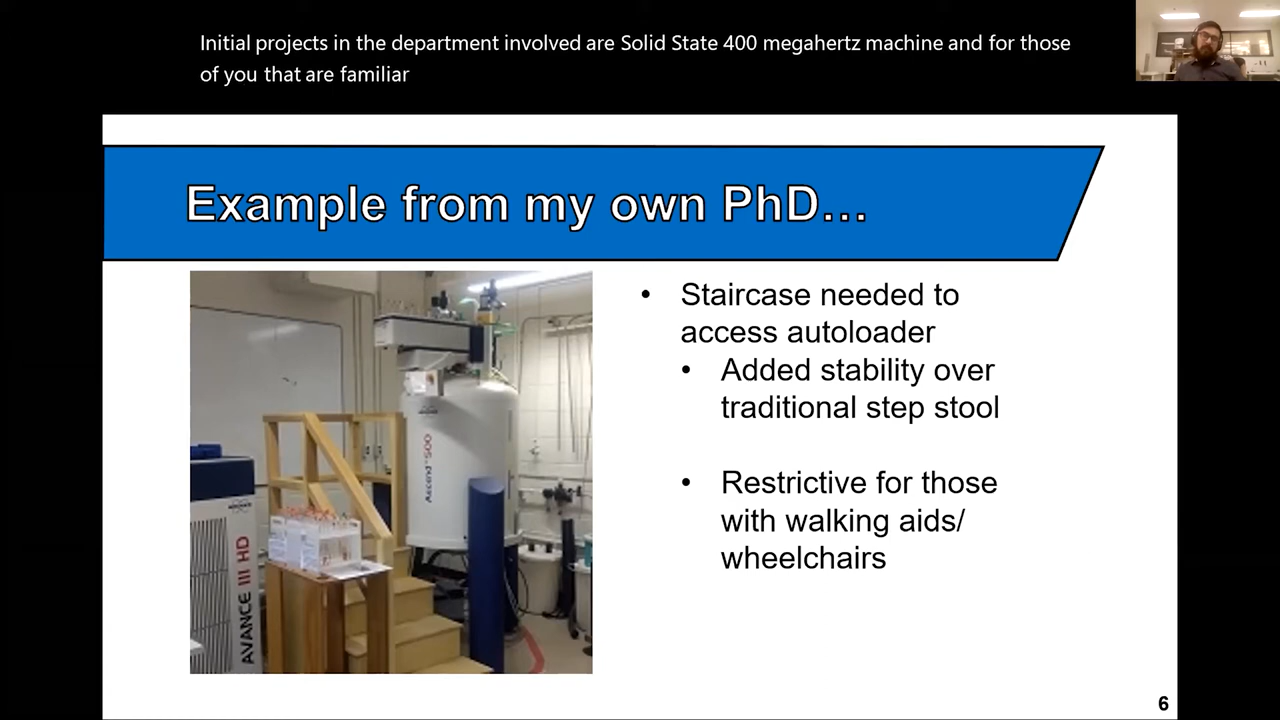 Initial projects in the department involved are Solid State 400 megahertz machine and for those
of you that are familiar
Example from my own PhD...
• Staircase needed to
access autoloader
• Added stability over
traditional step stool
• Restrictive for those
with walking aids/
wheelchairs
Ascend 500
AVANCE III HD
6